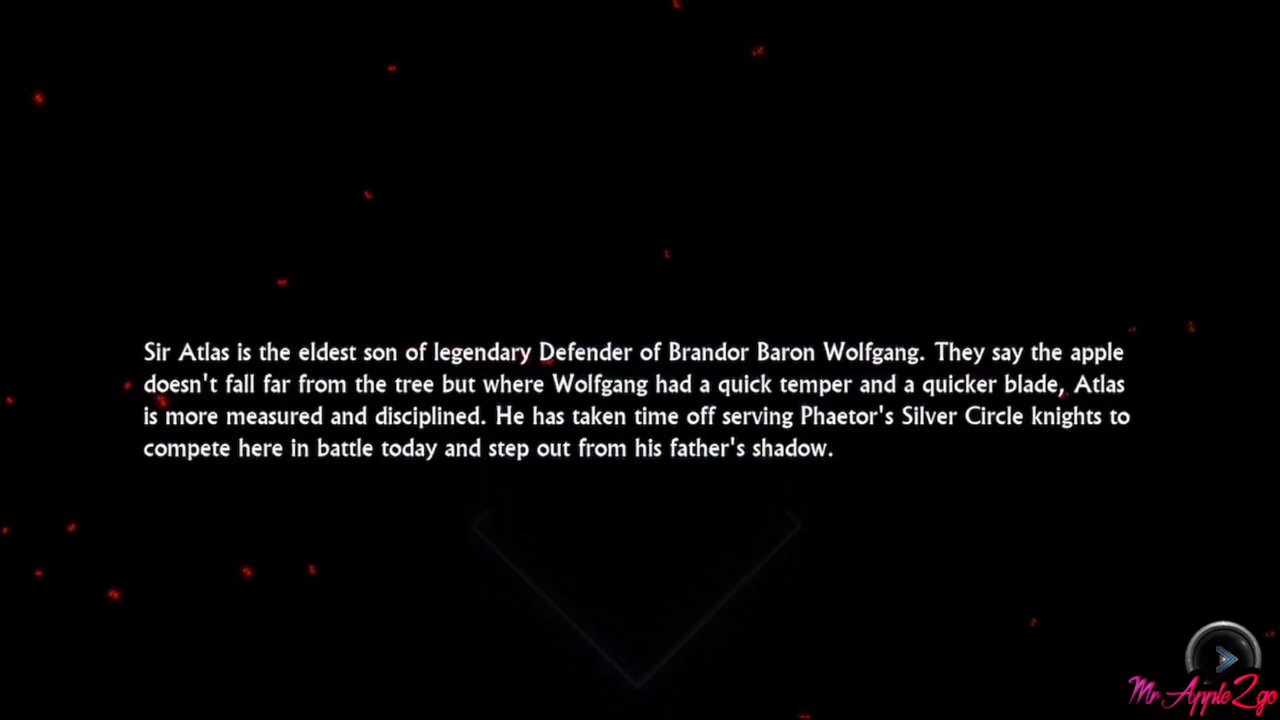 Sir Atlas is the eldest son of legendary Defender of Brandor Baron Wolfgang. They say the apple
doesn't fall far from the tree but where Wolfgang had a quick temper and a quicker blade, Atlas
is more measured and disciplined. He has taken time off serving Phaetor's Silver Circle knights to
compete here in battle today and step out from his father's shadow.
Mr Apple2go